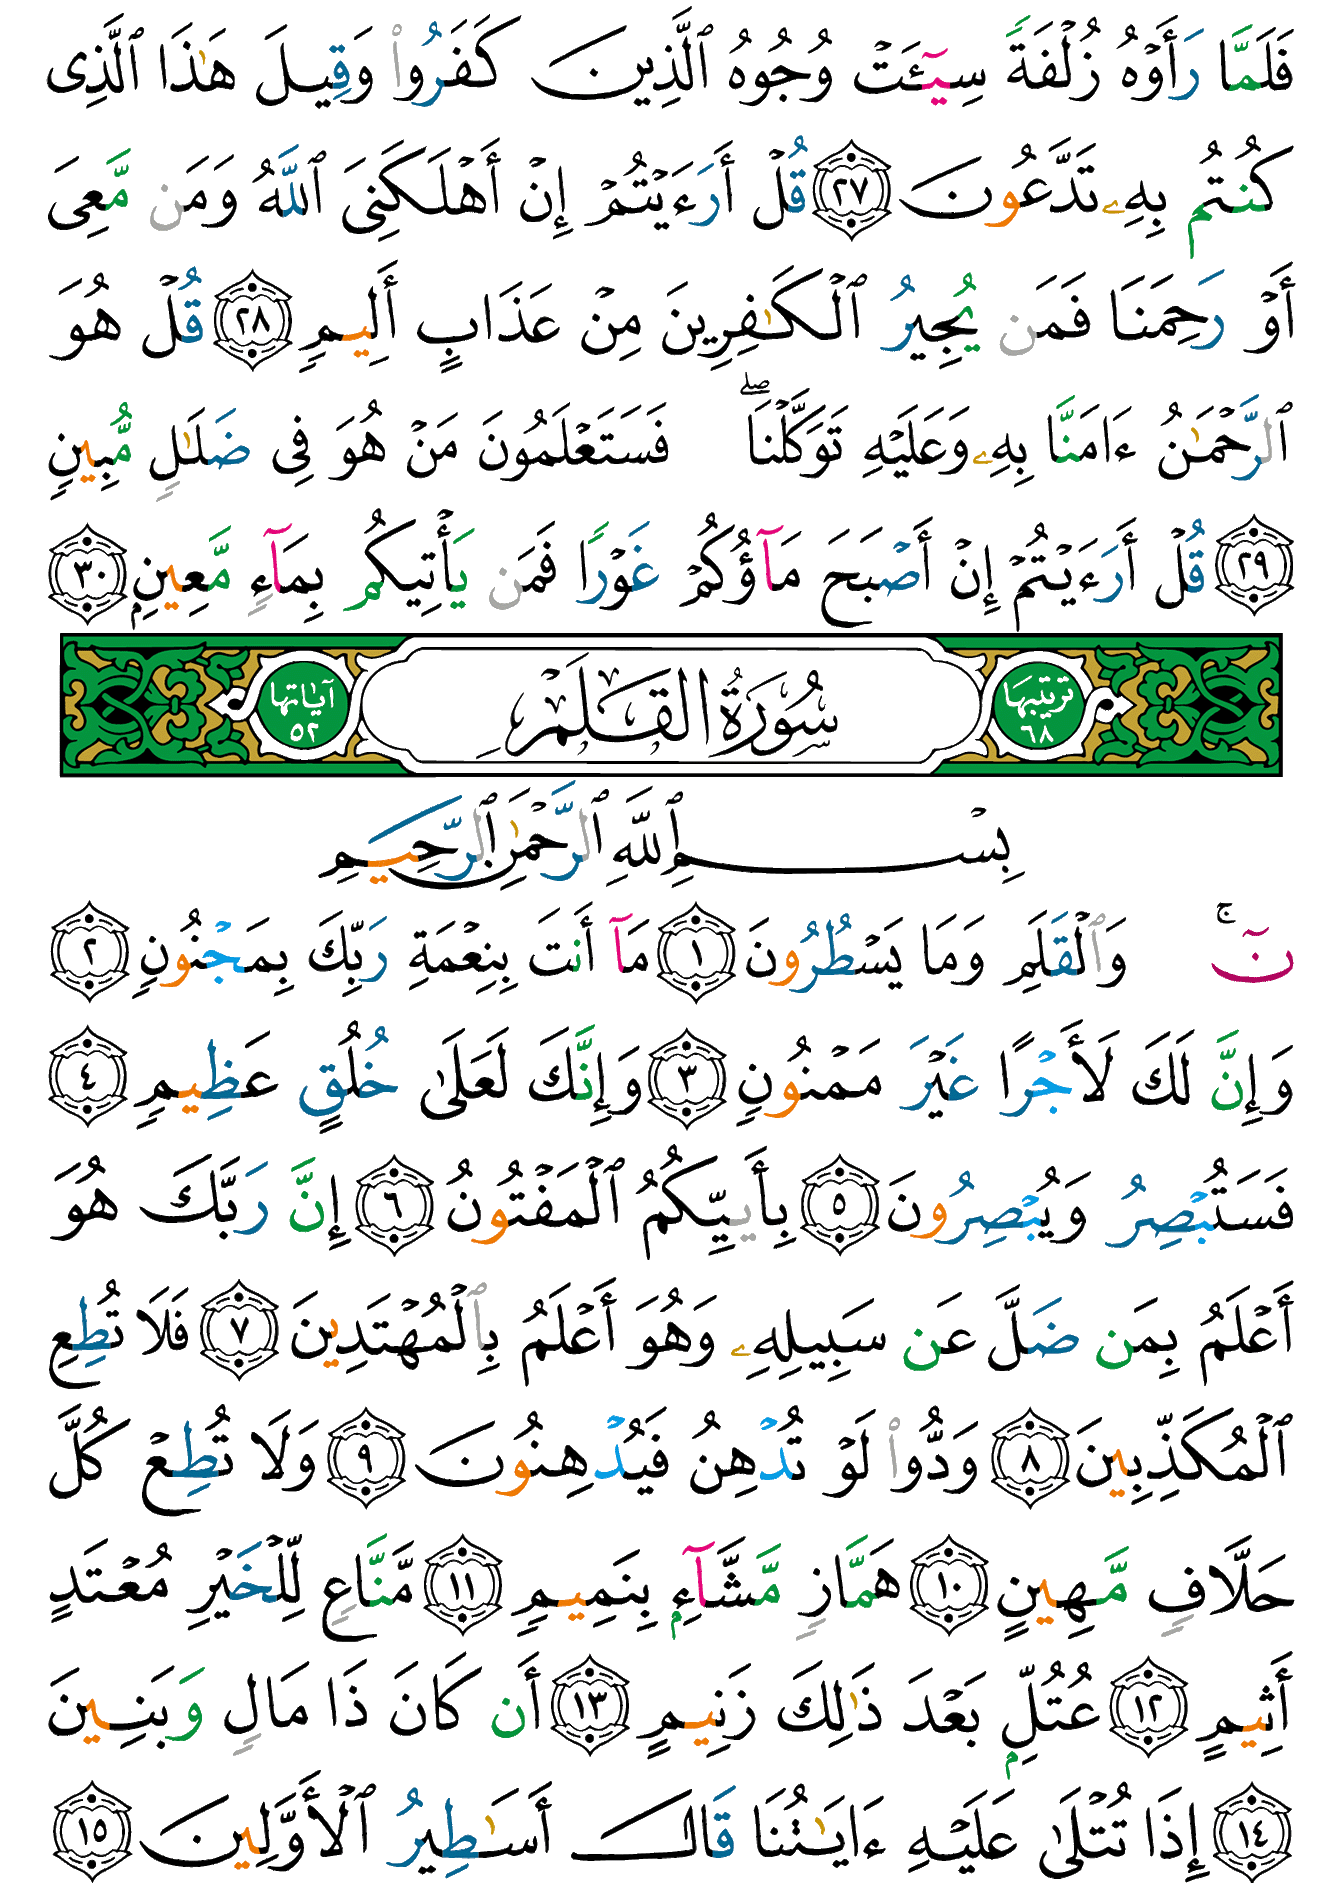 فَلَمَّا رَأَوۡهُ زُلۡفَةً سِيٓـَٔتۡ وُجُوهُ ٱلَّذِينَ كَفَرُواْ وَقِيلَ هَٰذَا ٱلَّذِى
كُنتُم بِهِۦ تَدَّعُونَ ٢٧ قُلۡ أَرَءَيۡتُمۡ إِنۡ أَهۡلَكَنِىَ ٱللَّهُ وَمَن مَّعِىَ
أَوۡ رَحِمَنَا فَمَن يُجِيرُ ٱلۡكَٰفِرِينَ مِنۡ عَذَابٍ أَلِيمٍ ٢٨ قُلۡ هُوَ
ٱلرَّحۡمَٰنُ ءَامَنَّا بِهِۦ وَعَلَيۡهِ تَوَكَّلۡنَاۖ فَسَتَعۡلَمُونَ مَنۡ هُوَ فِى ضَلَٰلٍ مُّبِينٍ
٢٩ قُلۡ أَرَءَيۡتُمۡ إِنۡ أَصۡبَحَ مَآؤُكُمۡ غَوۡرًا فَمَن يَأۡتِيكُم بِمَآءٍ مَّعِينِۭ ٣٠
ترتيبها ٦٨ سُورَةُ القَلَمِ آياتها ٥٢
بِسۡمِ ٱللَّهِ ٱلرَّحۡمَٰنِ ٱلرَّحِيمِ
نٓۚ وَٱلۡقَلَمِ وَمَا يَسۡطُرُونَ ١ مَآ أَنتَ بِنِعۡمَةِ رَبِّكَ بِمَجۡنُونٍ ٢
وَإِنَّ لَكَ لَأَجۡرًا غَيۡرَ مَمۡنُونٍ ٣ وَإِنَّكَ لَعَلَىٰ خُلُقٍ عَظِيمٍ ٤
فَسَتُبۡصِرُ وَيُبۡصِرُونَ ٥ بِأَييِّكُمُ ٱلۡمَفۡتُونُ ٦ إِنَّ رَبَّكَ هُوَ
أَعۡلَمُ بِمَن ضَلَّ عَن سَبِيلِهِۦ وَهُوَ أَعۡلَمُ بِٱلۡمُهۡتَدِينَ ٧ فَلَا تُطِعِ
ٱلۡمُكَذِّبِينَ ٨ وَدُّواْ لَوۡ تُدۡهِنُ فَيُدۡهِنُونَ ٩ وَلَا تُطِعۡ كُلَّ
حَلَّافٍ مَّهِينٍ ١٠ هَمَّازٍ مَّشَّآءِۭ بِنَمِيمٍ ١١ مَّنَّاعٍ لِّلۡخَيۡرِ مُعۡتَدٍ
أَثِيمٍ ١٢ عُتُلِّۭ بَعۡدَ ذَٰلِكَ زَنِيمٍ ١٣ أَن كَانَ ذَا مَالٍ وَبَنِينَ
١٤ إِذَا تُتۡلَىٰ عَلَيۡهِ ءَايَٰتُنَا قَالَ أَسَٰطِيرُ ٱلۡأَوَّلِينَ ١٥